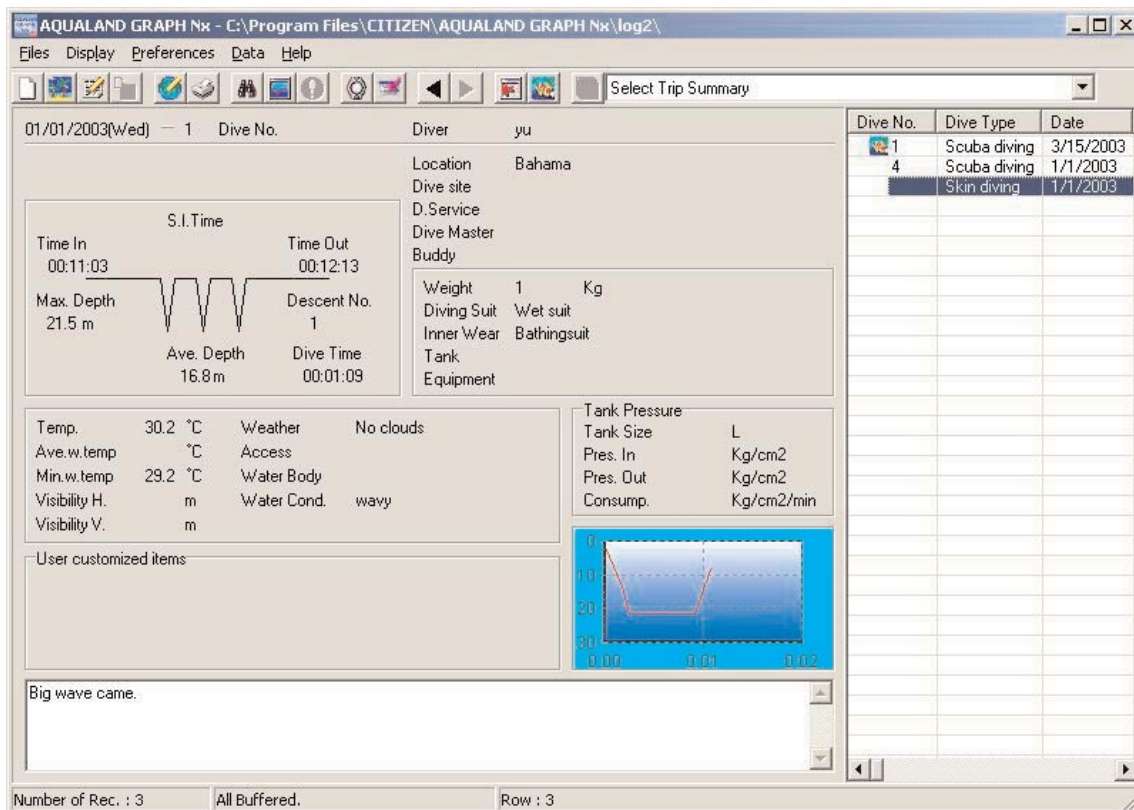 AQUALAND GRAPH Nx - C:\Program Files\CITIZEN\AQUALAND GRAPH Nx\log2\
Files Display Preferences Data Help
Select Trip Summary
01/01/2003(Wed) — 1 Dive No. Diver yu
Location Bahama
Dive site
D.Service
Dive Master
Buddy
S.I.Time
Time In Time Out
00:11:03 00:12:13
Max. Depth Descent No.
21.5 m 1
Ave. Depth Dive Time
16.8 m 00:01:09
Weight 1 Kg
Diving Suit Wet suit
Inner Wear Bathingsuit
Tank
Equipment
Temp. 30.2 °C Weather No clouds
Ave.w.temp °C Access
Min.w.temp 29.2 °C Water Body
Visibility H. m Water Cond. wavy
Visibility V. m
Tank Pressure
Tank Size L
Pres. In Kg/cm2
Pres. Out Kg/cm2
Consump. Kg/cm2/min
User customized items
0
10
20
30
0:00 0:01 0:02
Big wave came.
Dive No. Dive Type Date
1 Scuba diving 3/15/2003
4 Scuba diving 1/1/2003
Skin diving 1/1/2003
Number of Rec. : 3 All Buffered. Row : 3